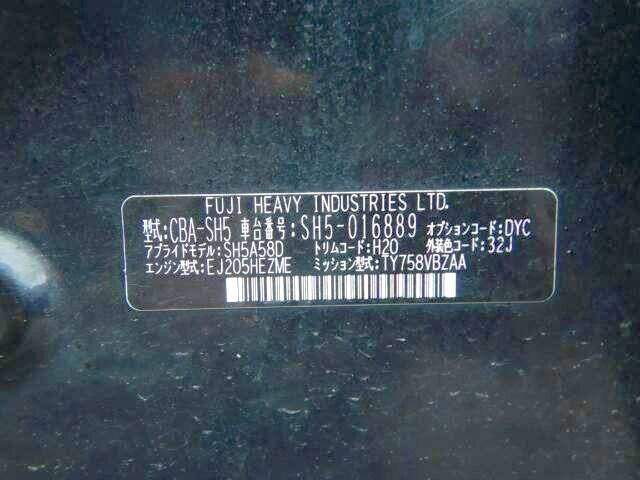 FUJI HEAVY INDUSTRIES LTD.
型式:CBA-SH5 車台番号:SH5-016889 オプションコード:DYC
アプライドモデル:SH5A58D トリムコード:H20 外装色コード:32J
エンジン型式:EJ205HEZME ミッション型式:TY758VBZAA